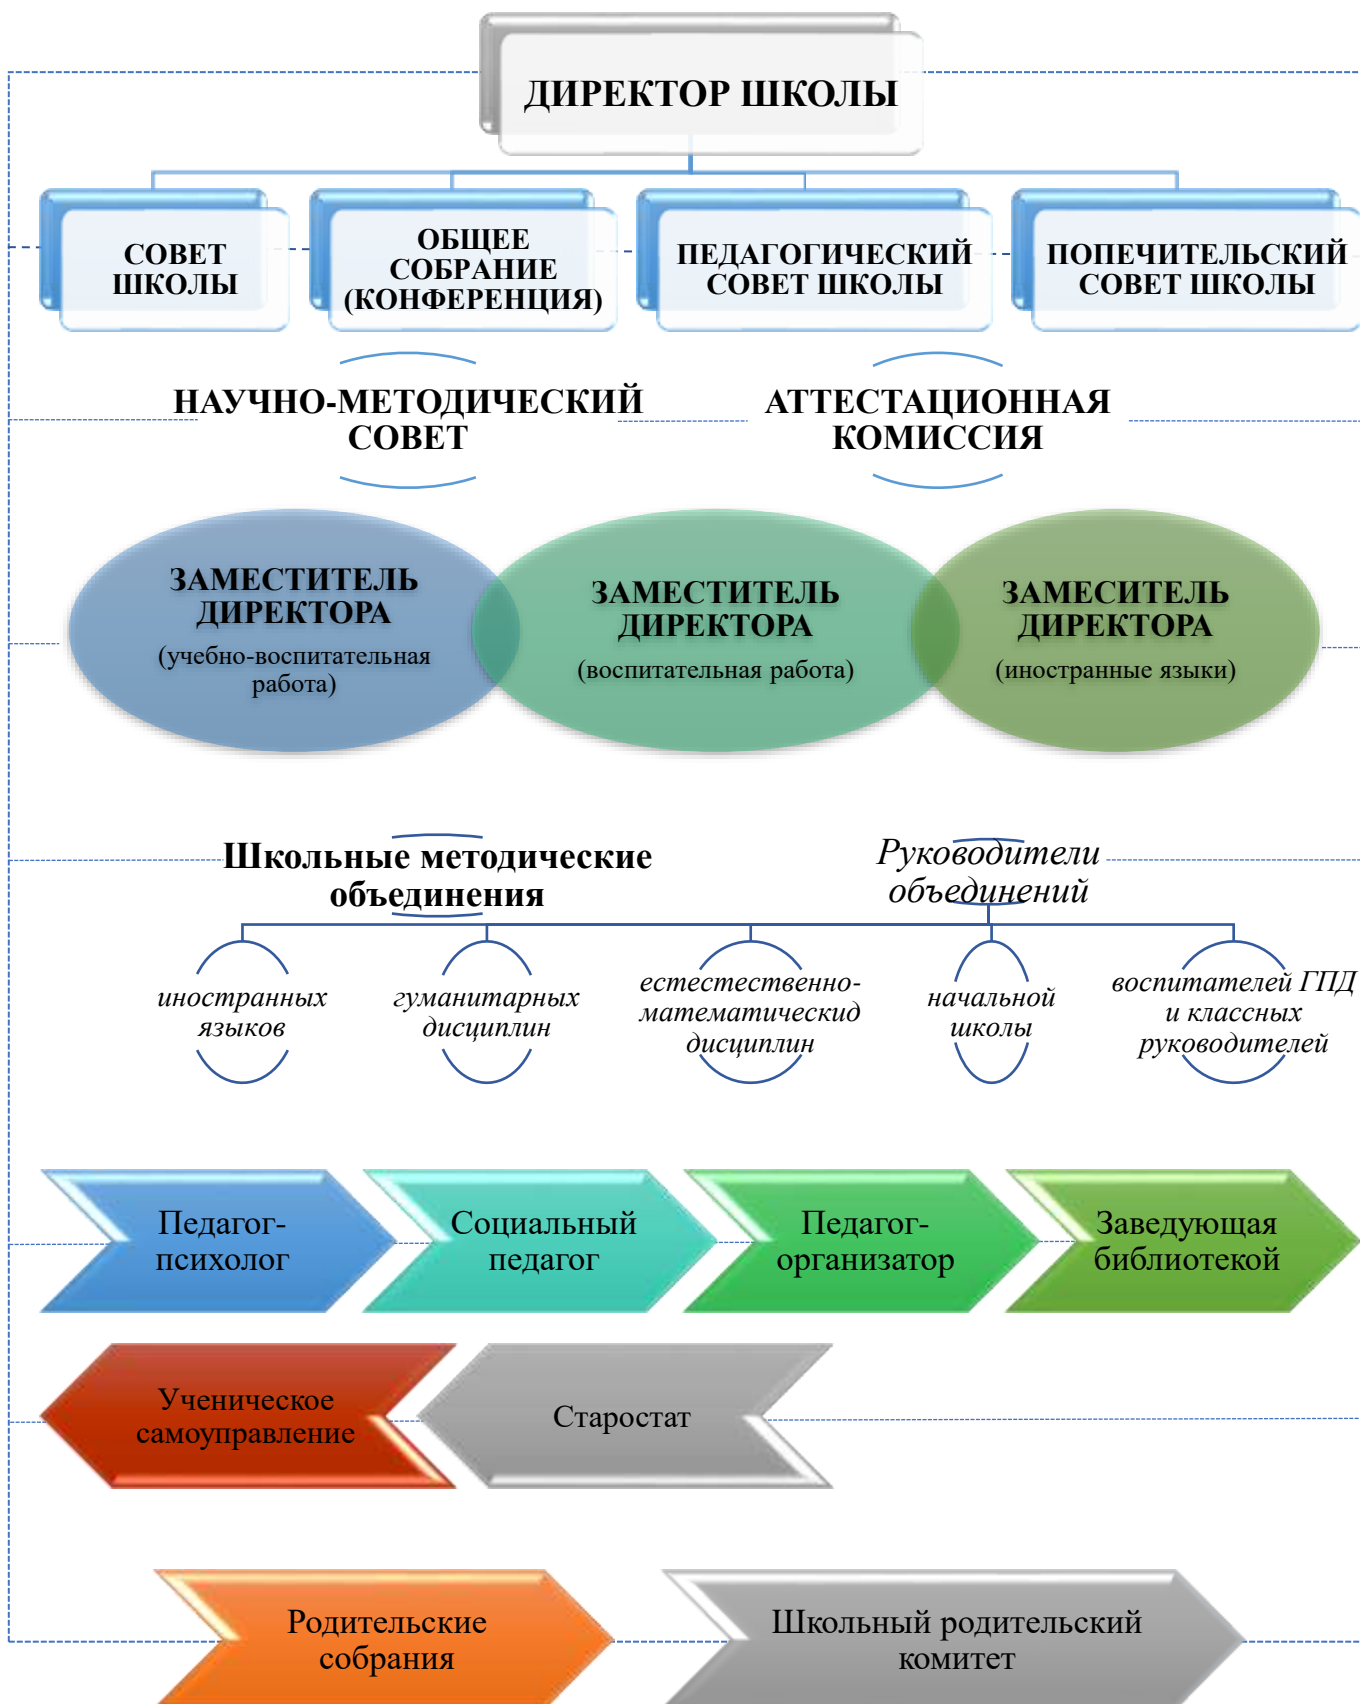 ДИРЕКТОР ШКОЛЫ
СОВЕТ
ШКОЛЫ
ОБЩЕЕ
СОБРАНИЕ
(КОНФЕРЕНЦИЯ)
ПЕДАГОГИЧЕСКИЙ
СОВЕТ ШКОЛЫ
ПОПЕЧИТЕЛЬСКИЙ
СОВЕТ ШКОЛЫ
НАУЧНО-МЕТОДИЧЕСКИЙ
СОВЕТ
АТТЕСТАЦИОННАЯ
КОМИССИЯ
ЗАМЕСТИТЕЛЬ
ДИРЕКТОРА
(учебно-воспитательная
работа)
ЗАМЕСТИТЕЛЬ
ДИРЕКТОРА
(воспитательная работа)
ЗАМЕСИТЕЛЬ
ДИРЕКТОРА
(иностранные языки)
Школьные методические
объединения
Руководители
объединений
иностранных
языков
гуманитарных
дисциплин
естестественно-
математическид
дисциплин
начальной
школы
воспитателей ГПД
и классных
руководителей
Педагог-
психолог
Социальный
педагог
Педагог-
организатор
Заведующая
библиотекой
Ученическое
самоуправление
Старостат
Родительские
собрания
Школьный родительский
комитет